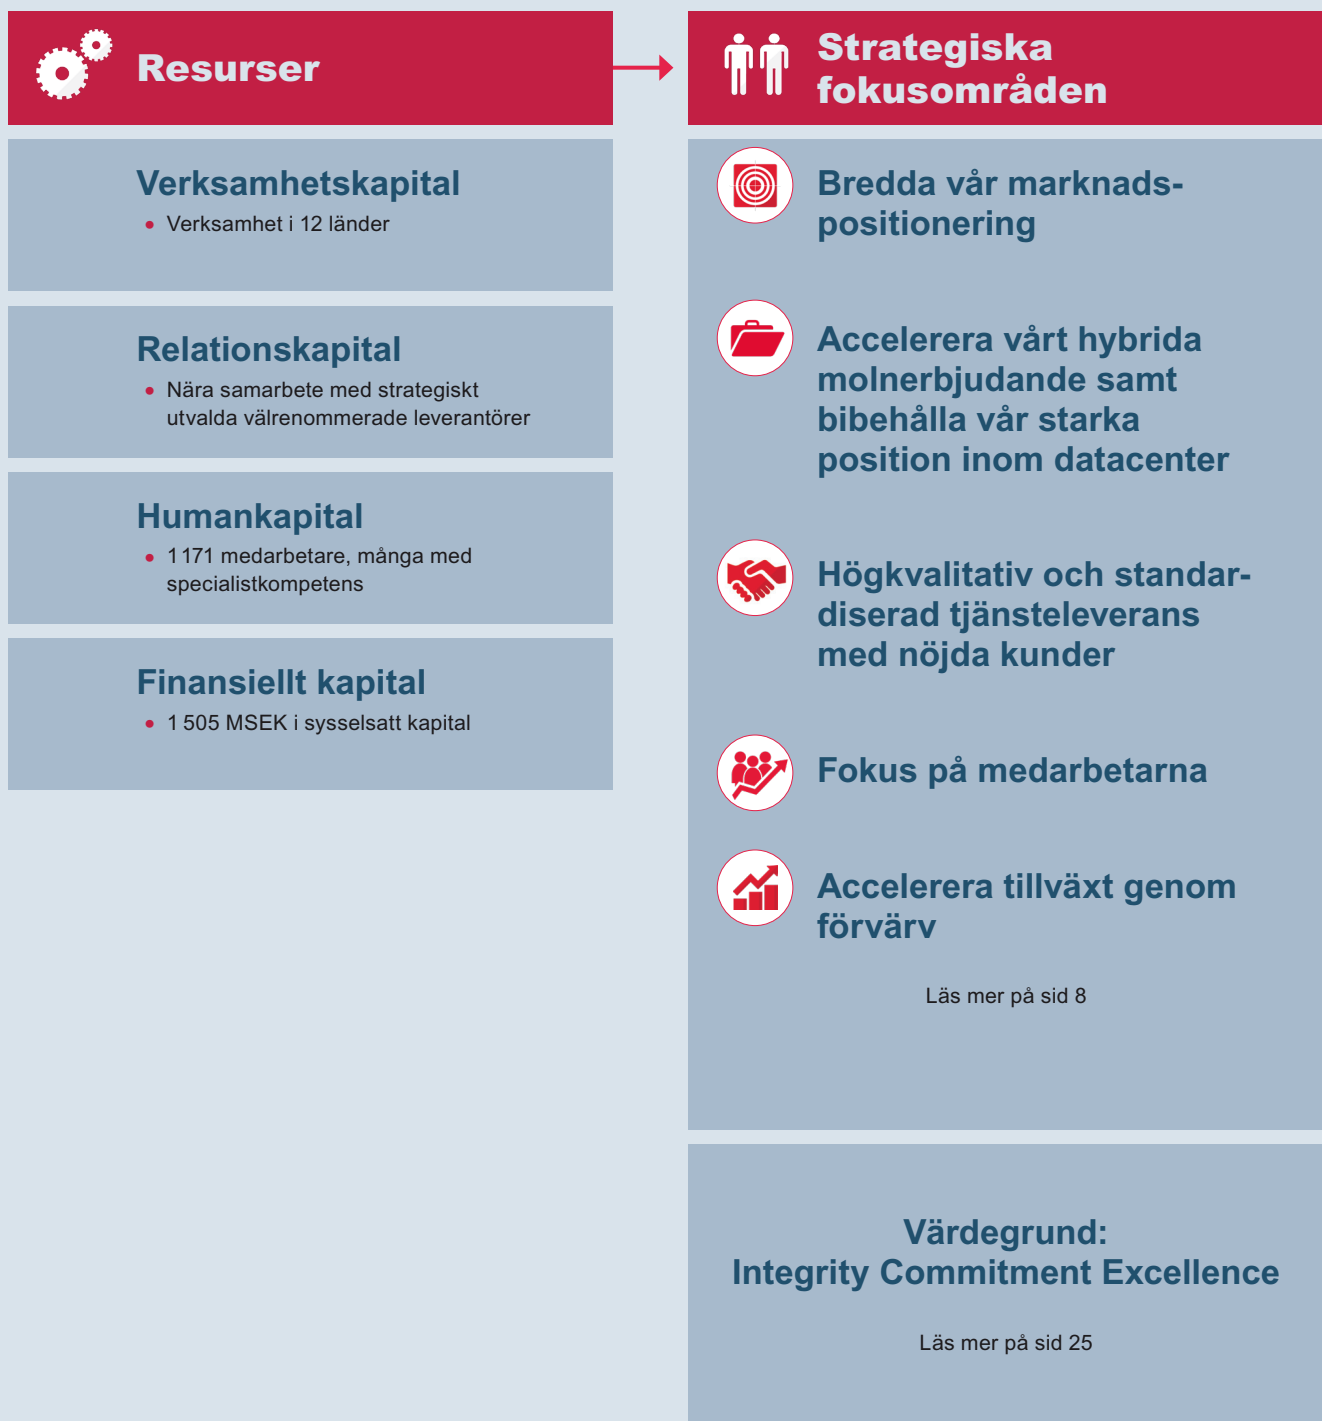 Resurser
Verksamhetskapital
• Verksamhet i 12 länder
Relationskapital
• Nära samarbete med strategiskt
utvalda välrenommerade leverantörer
Humankapital
• 1 171 medarbetare, många med
specialistkompetens
Finansiellt kapital
• 1 505 MSEK i sysselsatt kapital
Strategiska
fokusområden
Bredda vår marknads-
positionering
Accelerera vårt hybrida
molnerbjudande samt
bibehålla vår starka
position inom datacenter
Högkvalitativ och standar-
diserad tjänsteleverans
med nöjda kunder
Fokus på medarbetarna
Accelerera tillväxt genom
förvärv
Läs mer på sid 8
Värdegrund:
Integrity Commitment Excellence
Läs mer på sid 25